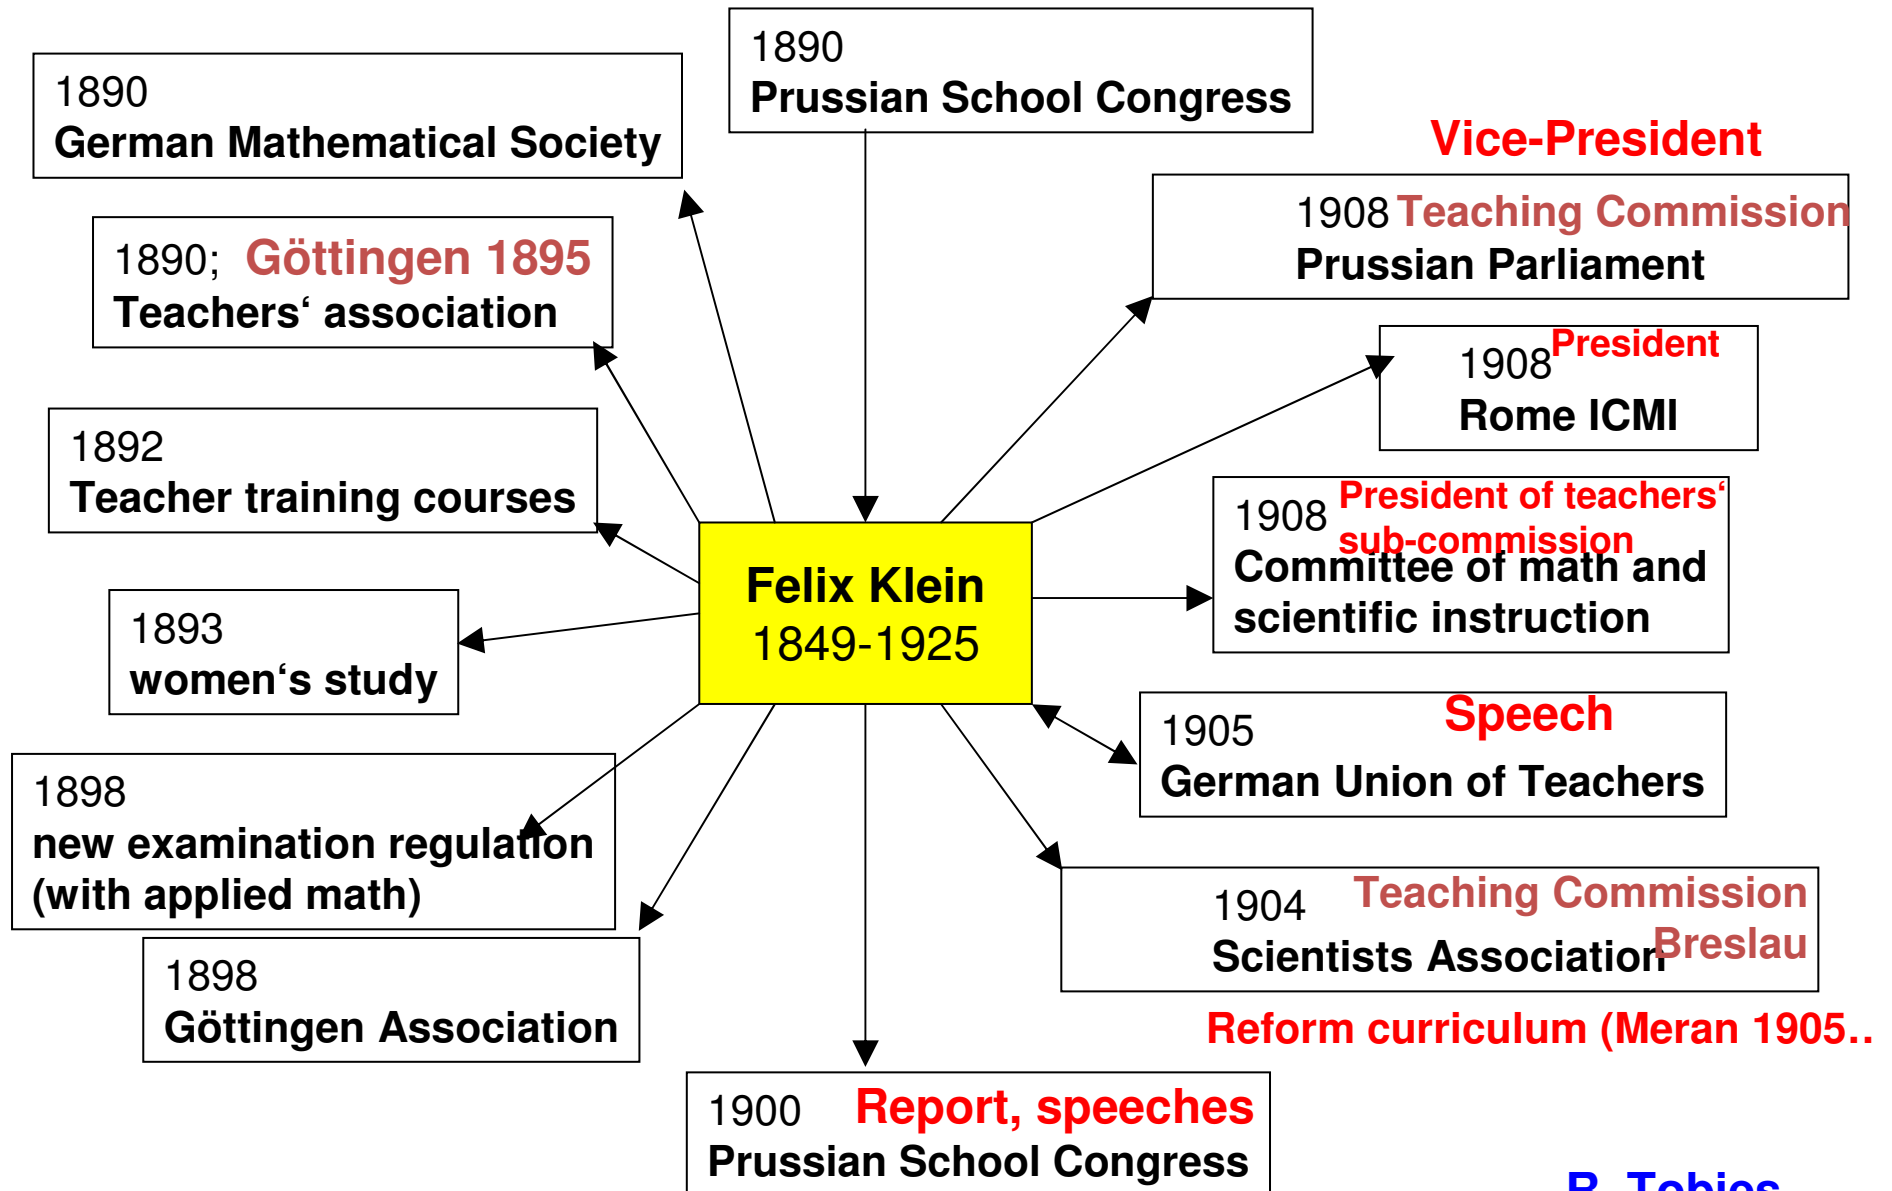 1890
Prussian School Congress
1890
German Mathematical Society
Vice-President
1908 Teaching Commission
Prussian Parliament
1890; Göttingen 1895
Teachers‘ association
1908 President
Rome ICMI
1892
Teacher training courses
1908 President of teachers‘
sub-commission
Committee of math and
scientific instruction
Felix Klein
1849-1925
1893
women‘s study
1905 Speech
German Union of Teachers
1898
new examination regulation
(with applied math)
1904 Teaching Commission
Scientists Association Breslau
1898
Göttingen Association
Reform curriculum (Meran 1905..
1900 Report, speeches
Prussian School Congress
R. Tobies